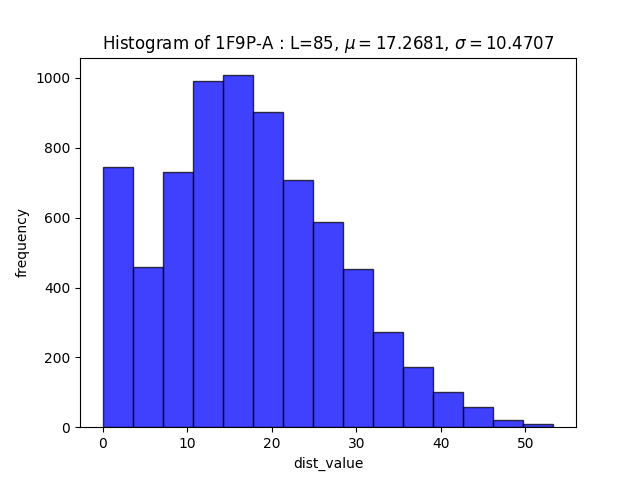 Histogram of 1F9P-A : L=85, μ = 17.2681, σ = 10.4707
1000
800
600
400
200
0
frequency
0 10 20 30 40 50
dist_value